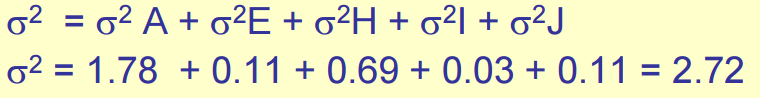 σ² = σ² A + σ²E + σ²H + σ²I + σ²J
σ² = 1.78 + 0.11 + 0.69 + 0.03 + 0.11 = 2.72